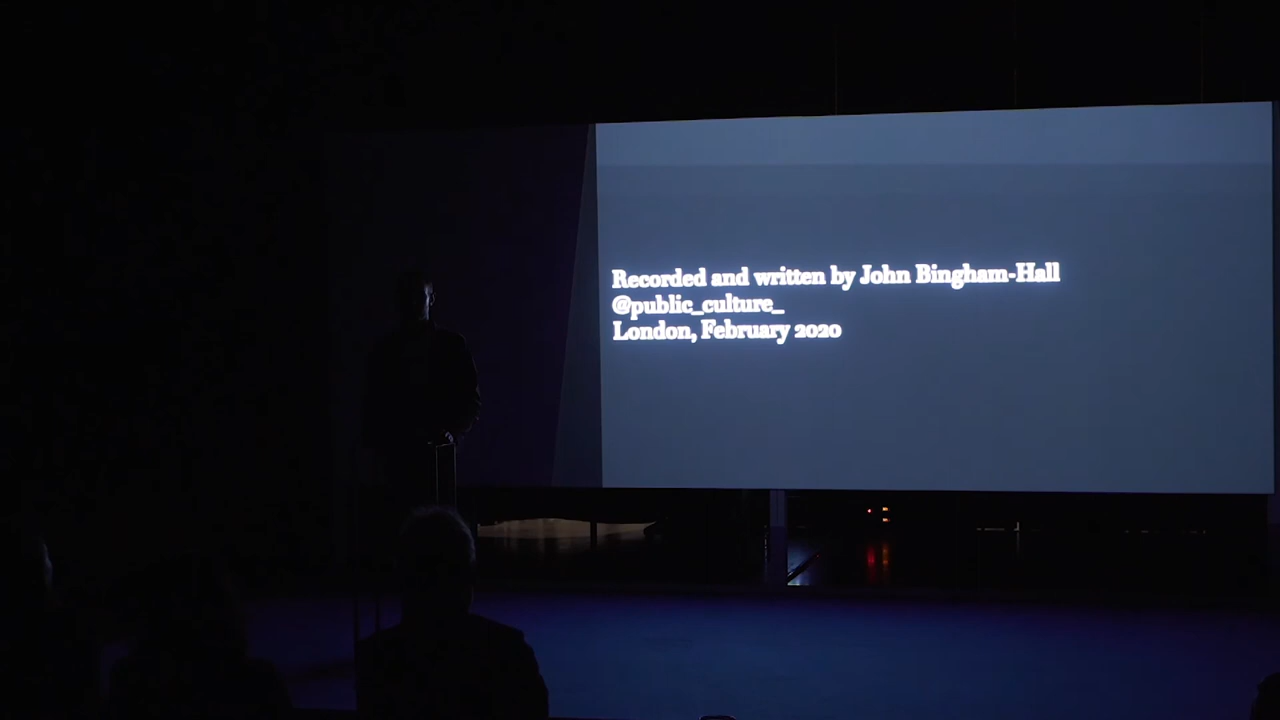 Recorded and written by John Bingham-Hall
@public_culture_
London, February 2020